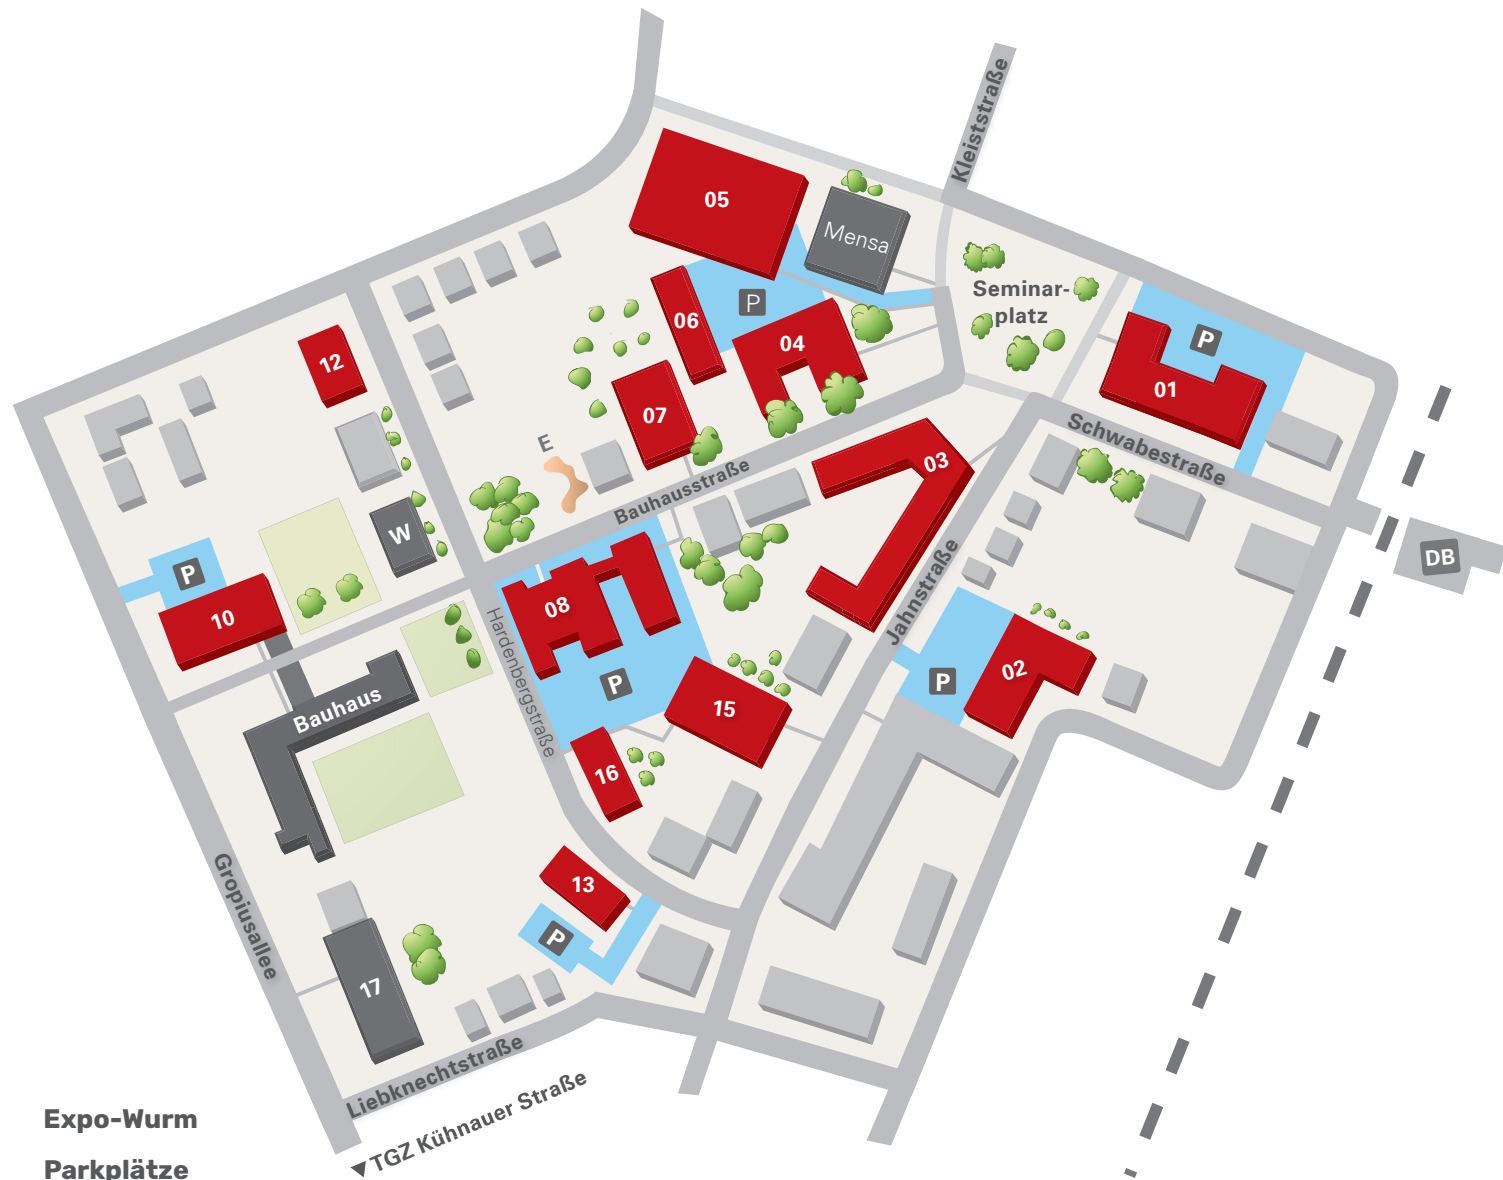 Kleiststraße
05
Mensa
Seminar-
platz
P
06
04
P
01
12
07
E
03
Schwabestraße
Bauhausstraße
W
DB
P
10
08
Hardenbergstraße
Jahnstraße
P
02
P
15
Bauhaus
16
Gropiusallee
13
P
17
Liebknechtstraße
TGZ Kühnauer Straße
Expo-Wurm
Parkplätze